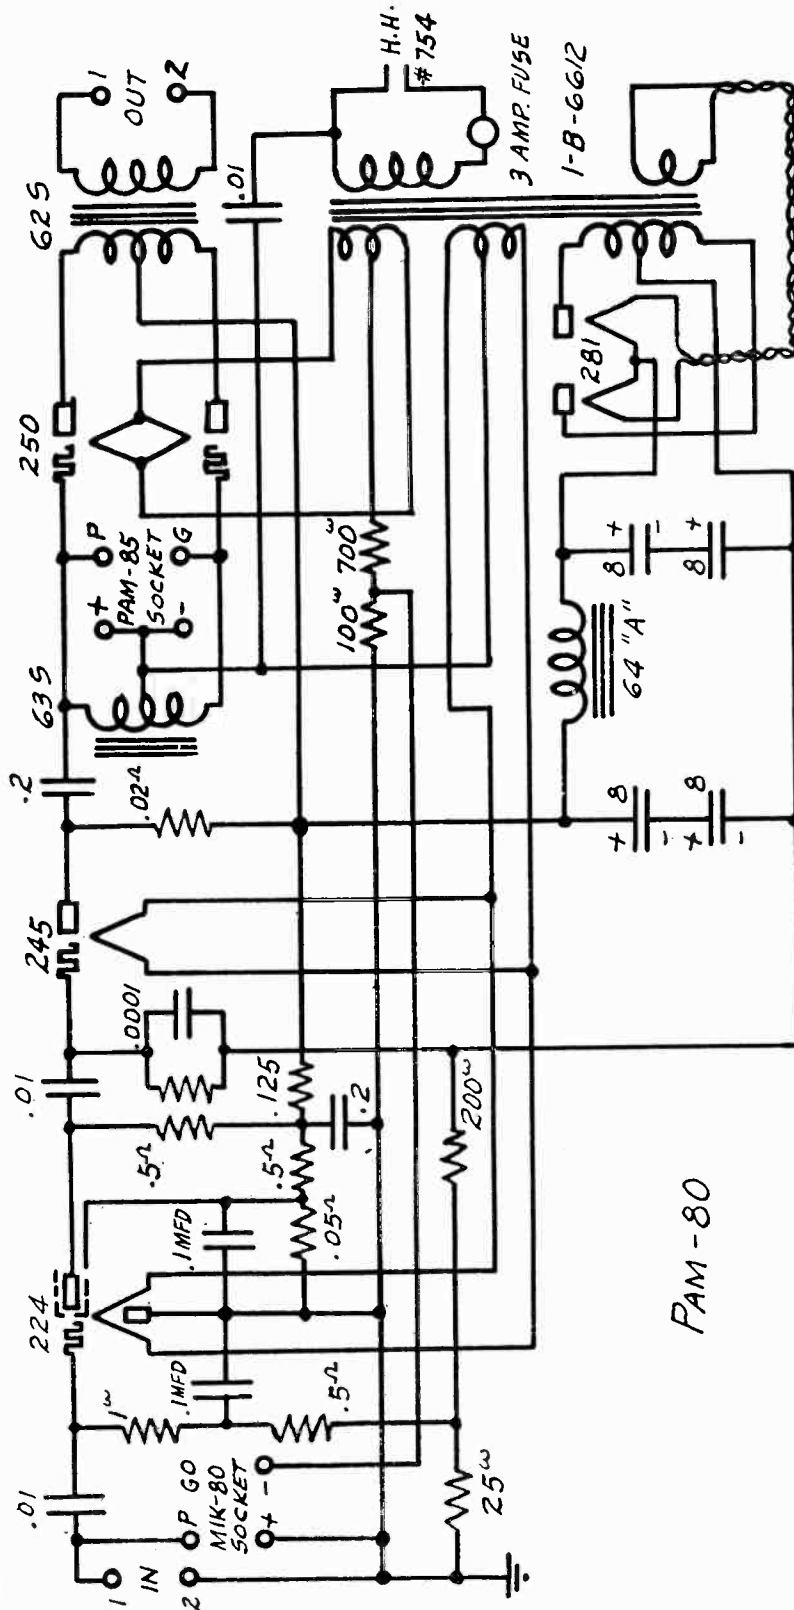 1
IN
2
.01
P GO
MIK-80
SOCKET
+ -
1ω
.1MFD
.5Ω
25ω
224
.1MFD
.05Ω
.5Ω
.5Ω
.01
.0001
.125
.2
200ω
245
.2
.02Ω
63S
+ P
PAM-85
SOCKET
- G
250
62S
1
OUT
2
.01
100ω 700ω
H.H.
#754
3 AMP. FUSE
1-B-6612
281
64 "A"
+ 8
-
+ 8
-
8 +
-
8 +
PAM-80